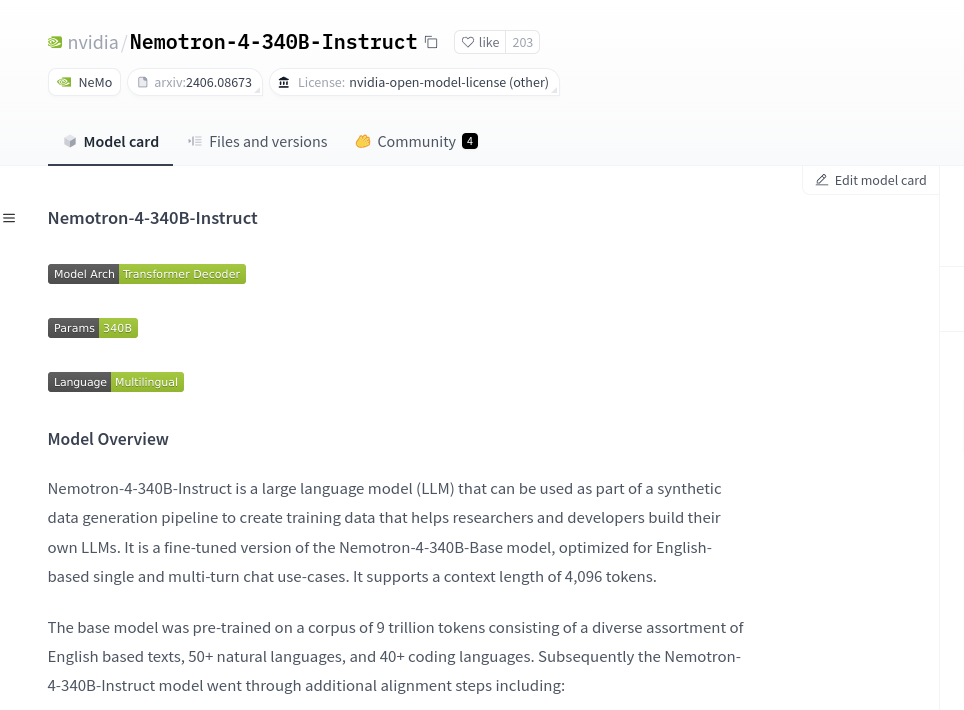 nvidia/Nemotron-4-340B-Instruct like 203
NeMo arxiv:2406.08673 License: nvidia-open-model-license (other)
Model card Files and versions Community 4
Edit model card
Nemotron-4-340B-Instruct
Model Arch Transformer Decoder
Params 340B
Language Multilingual
Model Overview
Nemotron-4-340B-Instruct is a large language model (LLM) that can be used as part of a synthetic
data generation pipeline to create training data that helps researchers and developers build their
own LLMs. It is a fine-tuned version of the Nemotron-4-340B-Base model, optimized for English-
based single and multi-turn chat use-cases. It supports a context length of 4,096 tokens.
The base model was pre-trained on a corpus of 9 trillion tokens consisting of a diverse assortment of
English based texts, 50+ natural languages, and 40+ coding languages. Subsequently the Nemotron-
4-340B-Instruct model went through additional alignment steps including: